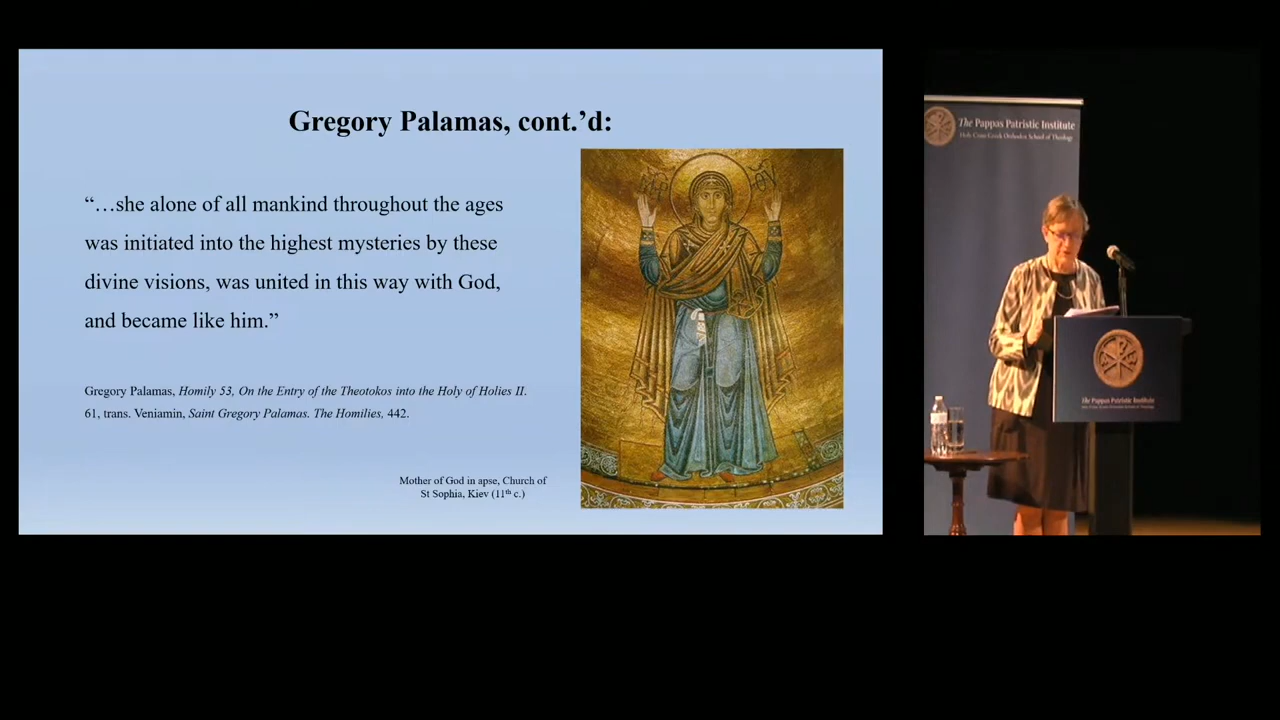 Gregory Palamas, cont.’d:
“…she alone of all mankind throughout the ages
was initiated into the highest mysteries by these
divine visions, was united in this way with God,
and became like him.”
Gregory Palamas, Homily 53, On the Entry of the Theotokos into the Holy of Holies II.
61, trans. Veniamin, Saint Gregory Palamas. The Homilies, 442.
Mother of God in apse, Church of
St Sophia, Kiev (11th c.)
The Pappas Patristic Institute
Holy Cross Greek Orthodox School of Theology
The Pappas Patristic Institute